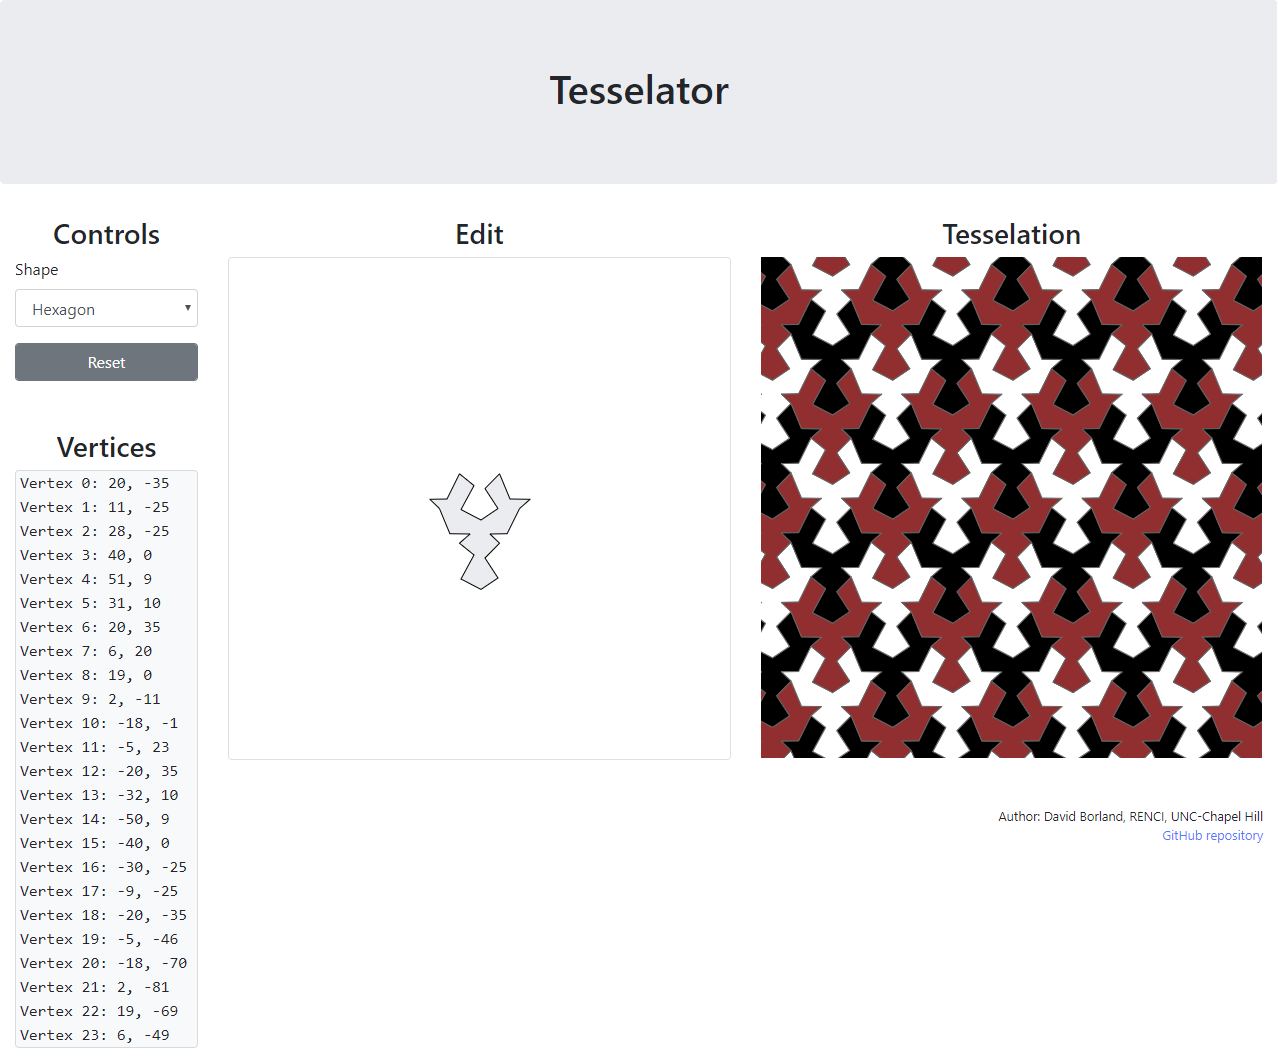 Tesselator
Controls
Edit
Tesselation
Shape
Hexagon
Reset
Vertices
Vertex 0: 20, -35
Vertex 1: 11, -25
Vertex 2: 28, -25
Vertex 3: 40, 0
Vertex 4: 51, 9
Vertex 5: 31, 10
Vertex 6: 20, 35
Vertex 7: 6, 20
Vertex 8: 19, 0
Vertex 9: 2, -11
Vertex 10: -18, -1
Vertex 11: -5, 23
Vertex 12: -20, 35
Vertex 13: -32, 10
Vertex 14: -50, 9
Vertex 15: -40, 0
Vertex 16: -30, -25
Vertex 17: -9, -25
Vertex 18: -20, -35
Vertex 19: -5, -46
Vertex 20: -18, -70
Vertex 21: 2, -81
Vertex 22: 19, -69
Vertex 23: 6, -49
Author: David Borland, RENCI, UNC-Chapel Hill
GitHub repository